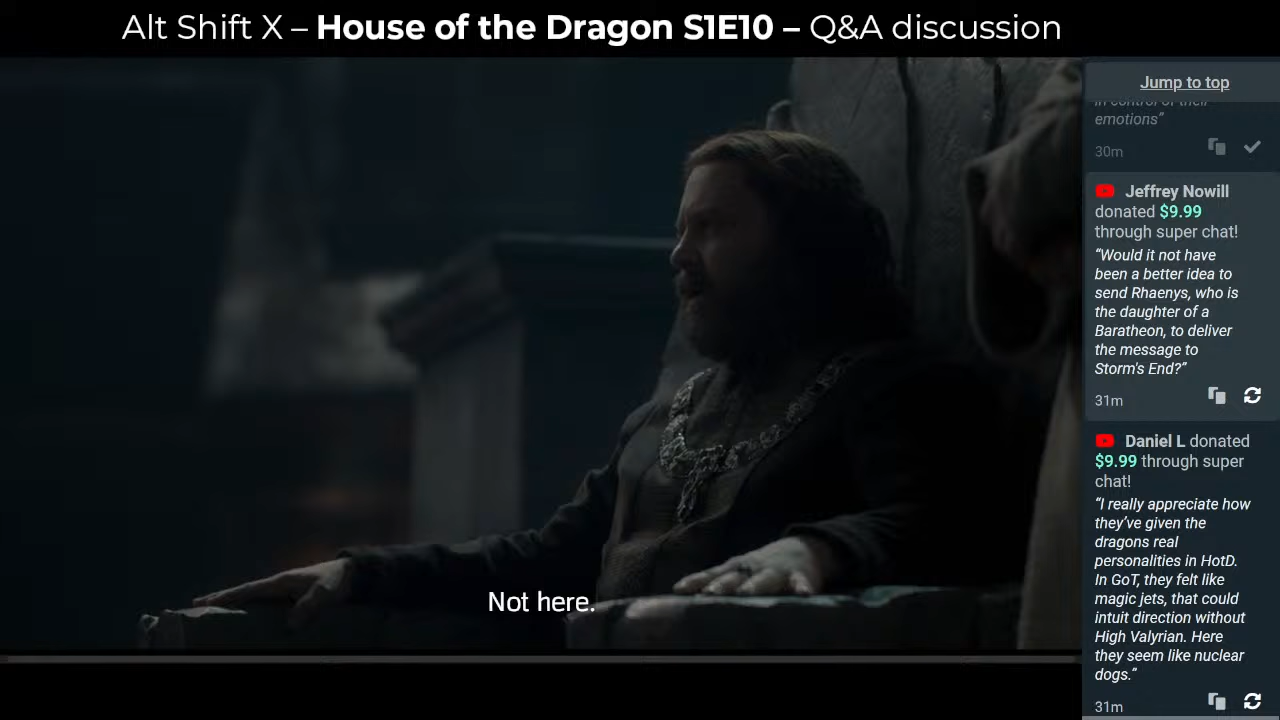 Alt Shift X – House of the Dragon S1E10 – Q&A discussion
Jump to top
in control of their
emotions”
30m
Jeffrey Nowill
donated $9.99
through super chat!
“Would it not have
been a better idea to
send Rhaenys, who is
the daughter of a
Baratheon, to deliver
the message to
Storm's End?”
31m
Daniel L donated
$9.99 through super
chat!
“I really appreciate how
they’ve given the
dragons real
personalities in HotD.
In GoT, they felt like
magic jets, that could
intuit direction without
High Valyrian. Here
they seem like nuclear
dogs.”
31m
Not here.